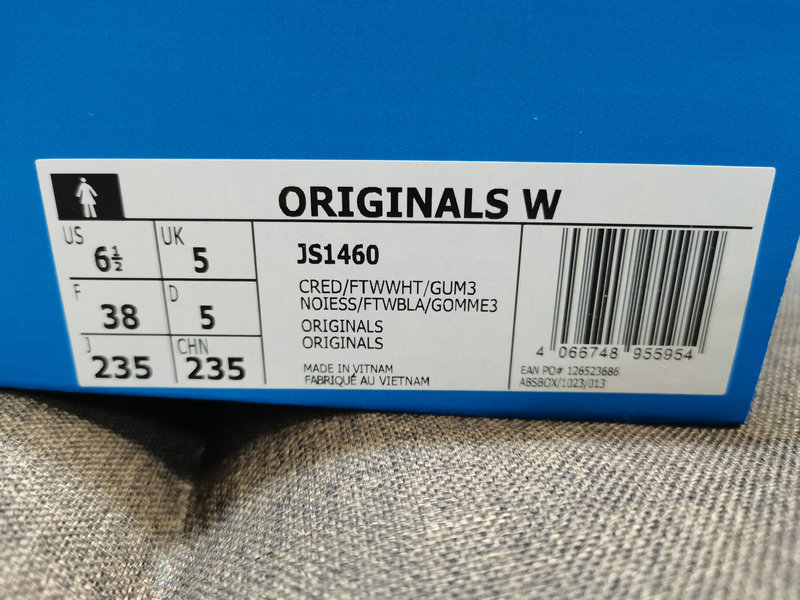 ORIGINALS W
US 6½ UK 5
F 38 D 5
J 235 CHN 235
JS1460
CRED/FTWWHT/GUM3
NOIESS/FTWBLA/GOMME3
ORIGINALS
ORIGINALS
MADE IN VITNAM
FABRIQUÉ AU VIETNAM
4 066748 955954
EAN PO# 126523686
ABSBOX/1023/013